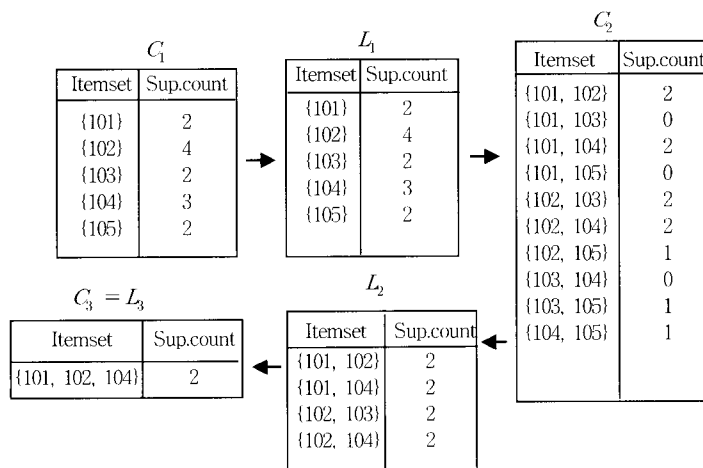 C₁
Itemset Sup.count
{101} 2
{102} 4
{103} 2
{104} 3
{105} 2
L₁
Itemset Sup.count
{101} 2
{102} 4
{103} 2
{104} 3
{105} 2
C₂
Itemset Sup.count
{101, 102} 2
{101, 103} 0
{101, 104} 2
{101, 105} 0
{102, 103} 2
{102, 104} 2
{102, 105} 1
{103, 104} 0
{103, 105} 1
{104, 105} 1
L₂
Itemset Sup.count
{101, 102} 2
{101, 104} 2
{102, 103} 2
{102, 104} 2
C₃ = L₃
Itemset Sup.count
{101, 102, 104} 2